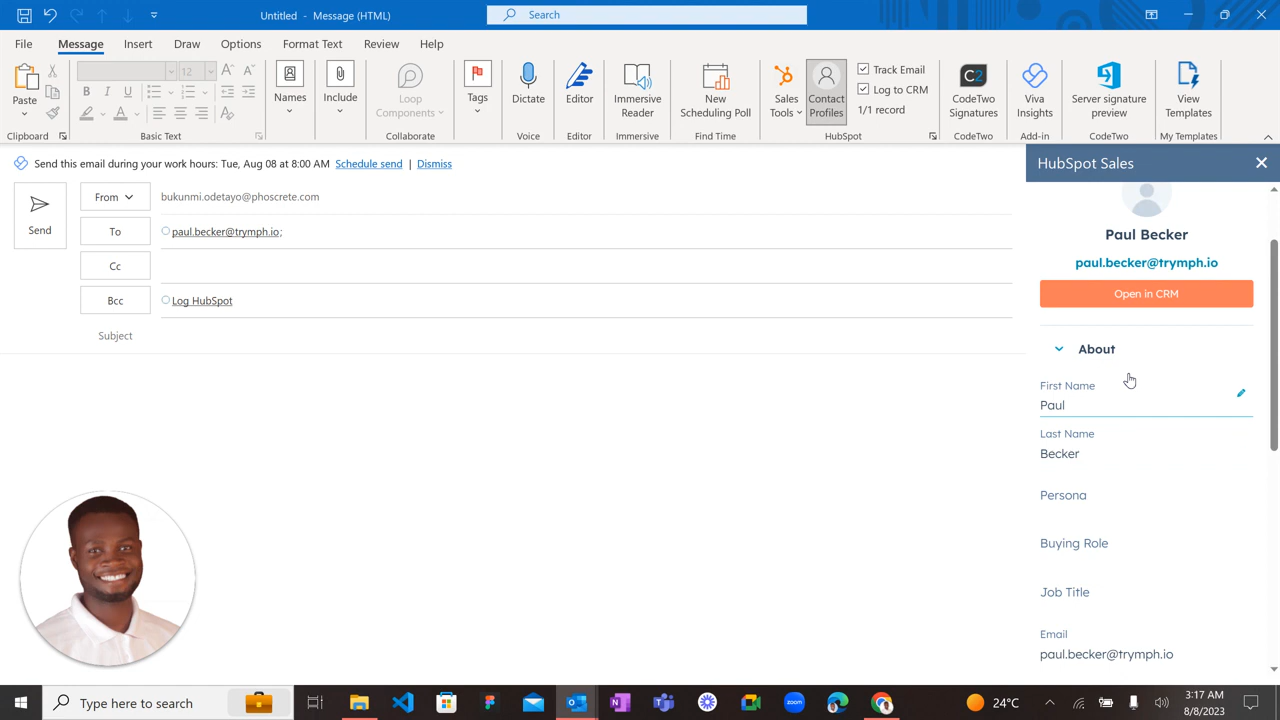 Untitled - Message (HTML)
Search
File Message Insert Draw Options Format Text Review Help
Paste
Clipboard
12
B I U
Basic Text
Names
Include
Loop Components
Collaborate
Tags
Dictate
Voice
Editor
Editor
Immersive Reader
Immersive
New Scheduling Poll
Find Time
Sales Tools
Contact Profiles
Track Email
Log to CRM
1/1 record
HubSpot
CodeTwo Signatures
CodeTwo
Viva Insights
Add-in
Server signature preview
CodeTwo
View Templates
My Templates
Send this email during your work hours: Tue, Aug 08 at 8:00 AM Schedule send | Dismiss
Send
From bukunmi.odetayo@phoscrete.com
To paul.becker@trymph.io;
Cc
Bcc Log HubSpot
Subject
HubSpot Sales
Paul Becker
paul.becker@trymph.io
Open in CRM
About
First Name
Paul
Last Name
Becker
Persona
Buying Role
Job Title
Email
paul.becker@trymph.io
Type here to search
24°C
3:17 AM
8/8/2023